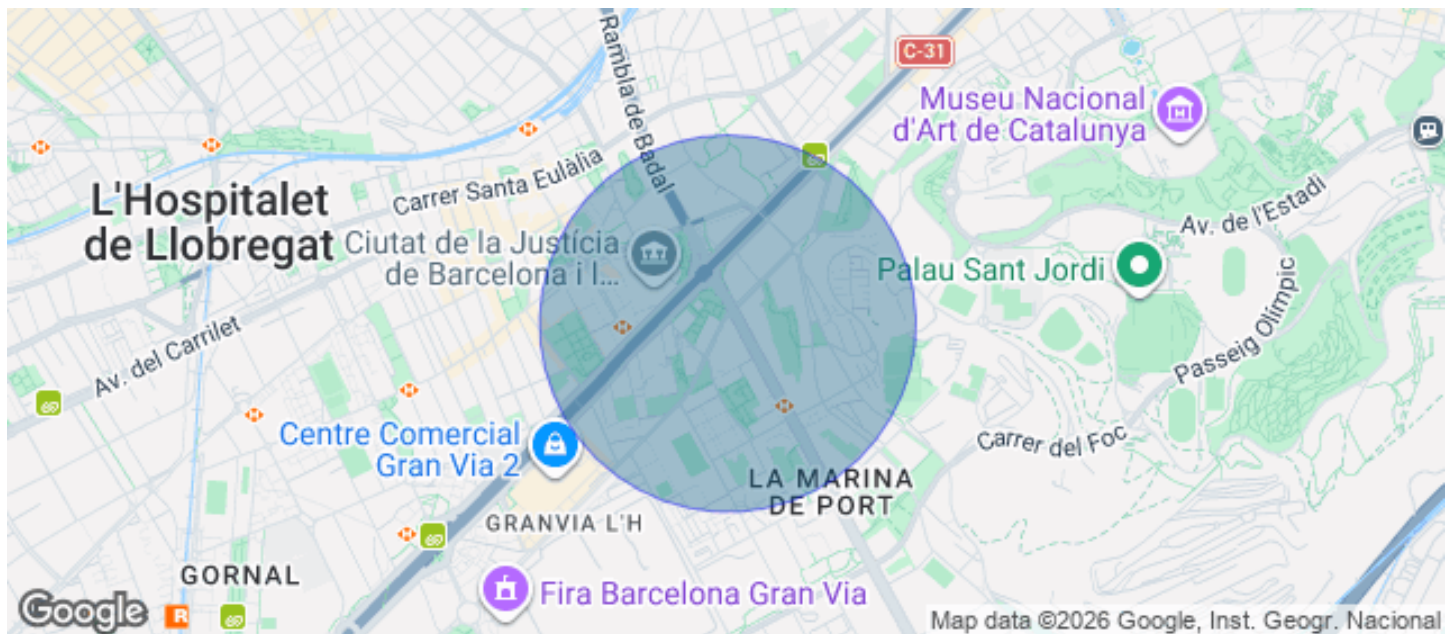 Rambla de Badal
C-31
Museu Nacional
d'Art de Catalunya
Carrer Santa Eulàlia
L'Hospitalet
de Llobregat
Ciutat de la Justícia
de Barcelona i l...
Av. de l'Estadi
Palau Sant Jordi
Passeig Olímpic
Av. del Carrilet
Centre Comercial
Gran Via 2
Carrer del Foc
LA MARINA
DE PORT
GRANVIA L'H
GORNAL
Fira Barcelona Gran Via
Google
R
Map data ©2026 Google, Inst. Geogr. Nacional